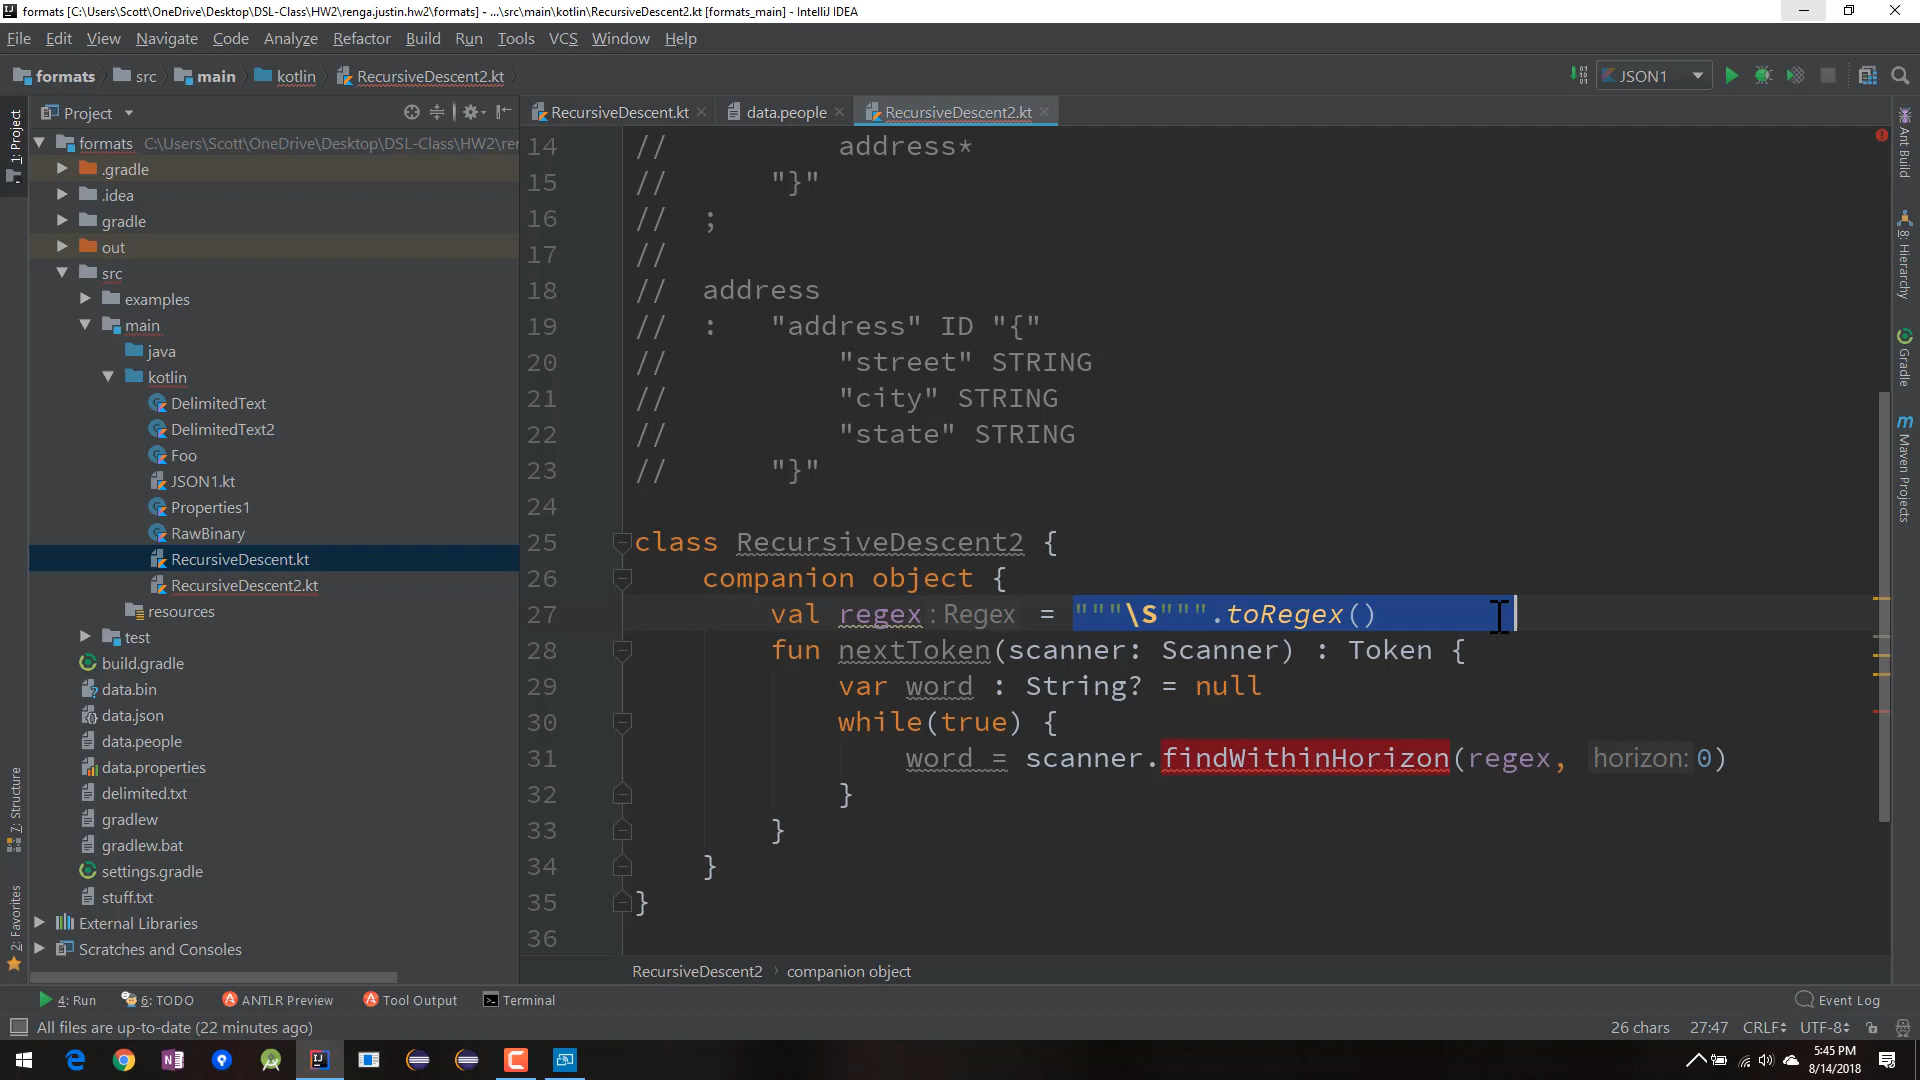 formats [C:\Users\Scott\OneDrive\Desktop\DSL-Class\HW2\renga.justin.hw2\formats] - ...\src\main\kotlin\RecursiveDescent2.kt [formats_main] - IntelliJ IDEA
File Edit View Navigate Code Analyze Refactor Build Run Tools VCS Window Help
formats src main kotlin RecursiveDescent2.kt JSON1
Project RecursiveDescent.kt data.people RecursiveDescent2.kt
1: Project
7: Structure
2: Favorites
formats C:\Users\Scott\OneDrive\Desktop\DSL-Class\HW2\ren
.gradle
.idea
gradle
out
src
examples
main
java
kotlin
DelimitedText
DelimitedText2
Foo
JSON1.kt
Properties1
RawBinary
RecursiveDescent.kt
RecursiveDescent2.kt
resources
test
build.gradle
data.bin
data.json
data.people
data.properties
delimited.txt
gradlew
gradlew.bat
settings.gradle
stuff.txt
External Libraries
Scratches and Consoles
14 // address*
15 // "}"
16 // ;
17 //
18 // address
19 // : "address" ID "{"
20 // "street" STRING
21 // "city" STRING
22 // "state" STRING
23 // "}"
24
25 class RecursiveDescent2 {
26 companion object {
27 val regex : Regex = """\S""".toRegex()
28 fun nextToken(scanner: Scanner) : Token {
29 var word : String? = null
30 while(true) {
31 word = scanner.findWithinHorizon(regex, horizon: 0)
32 }
33 }
34 }
35 }
36
RecursiveDescent2 › companion object
Ant Build
8: Hierarchy
Gradle
Maven Projects
4: Run 6: TODO ANTLR Preview Tool Output Terminal Event Log
All files are up-to-date (22 minutes ago) 26 chars 27:47 CRLF UTF-8
5:45 PM
8/14/2018